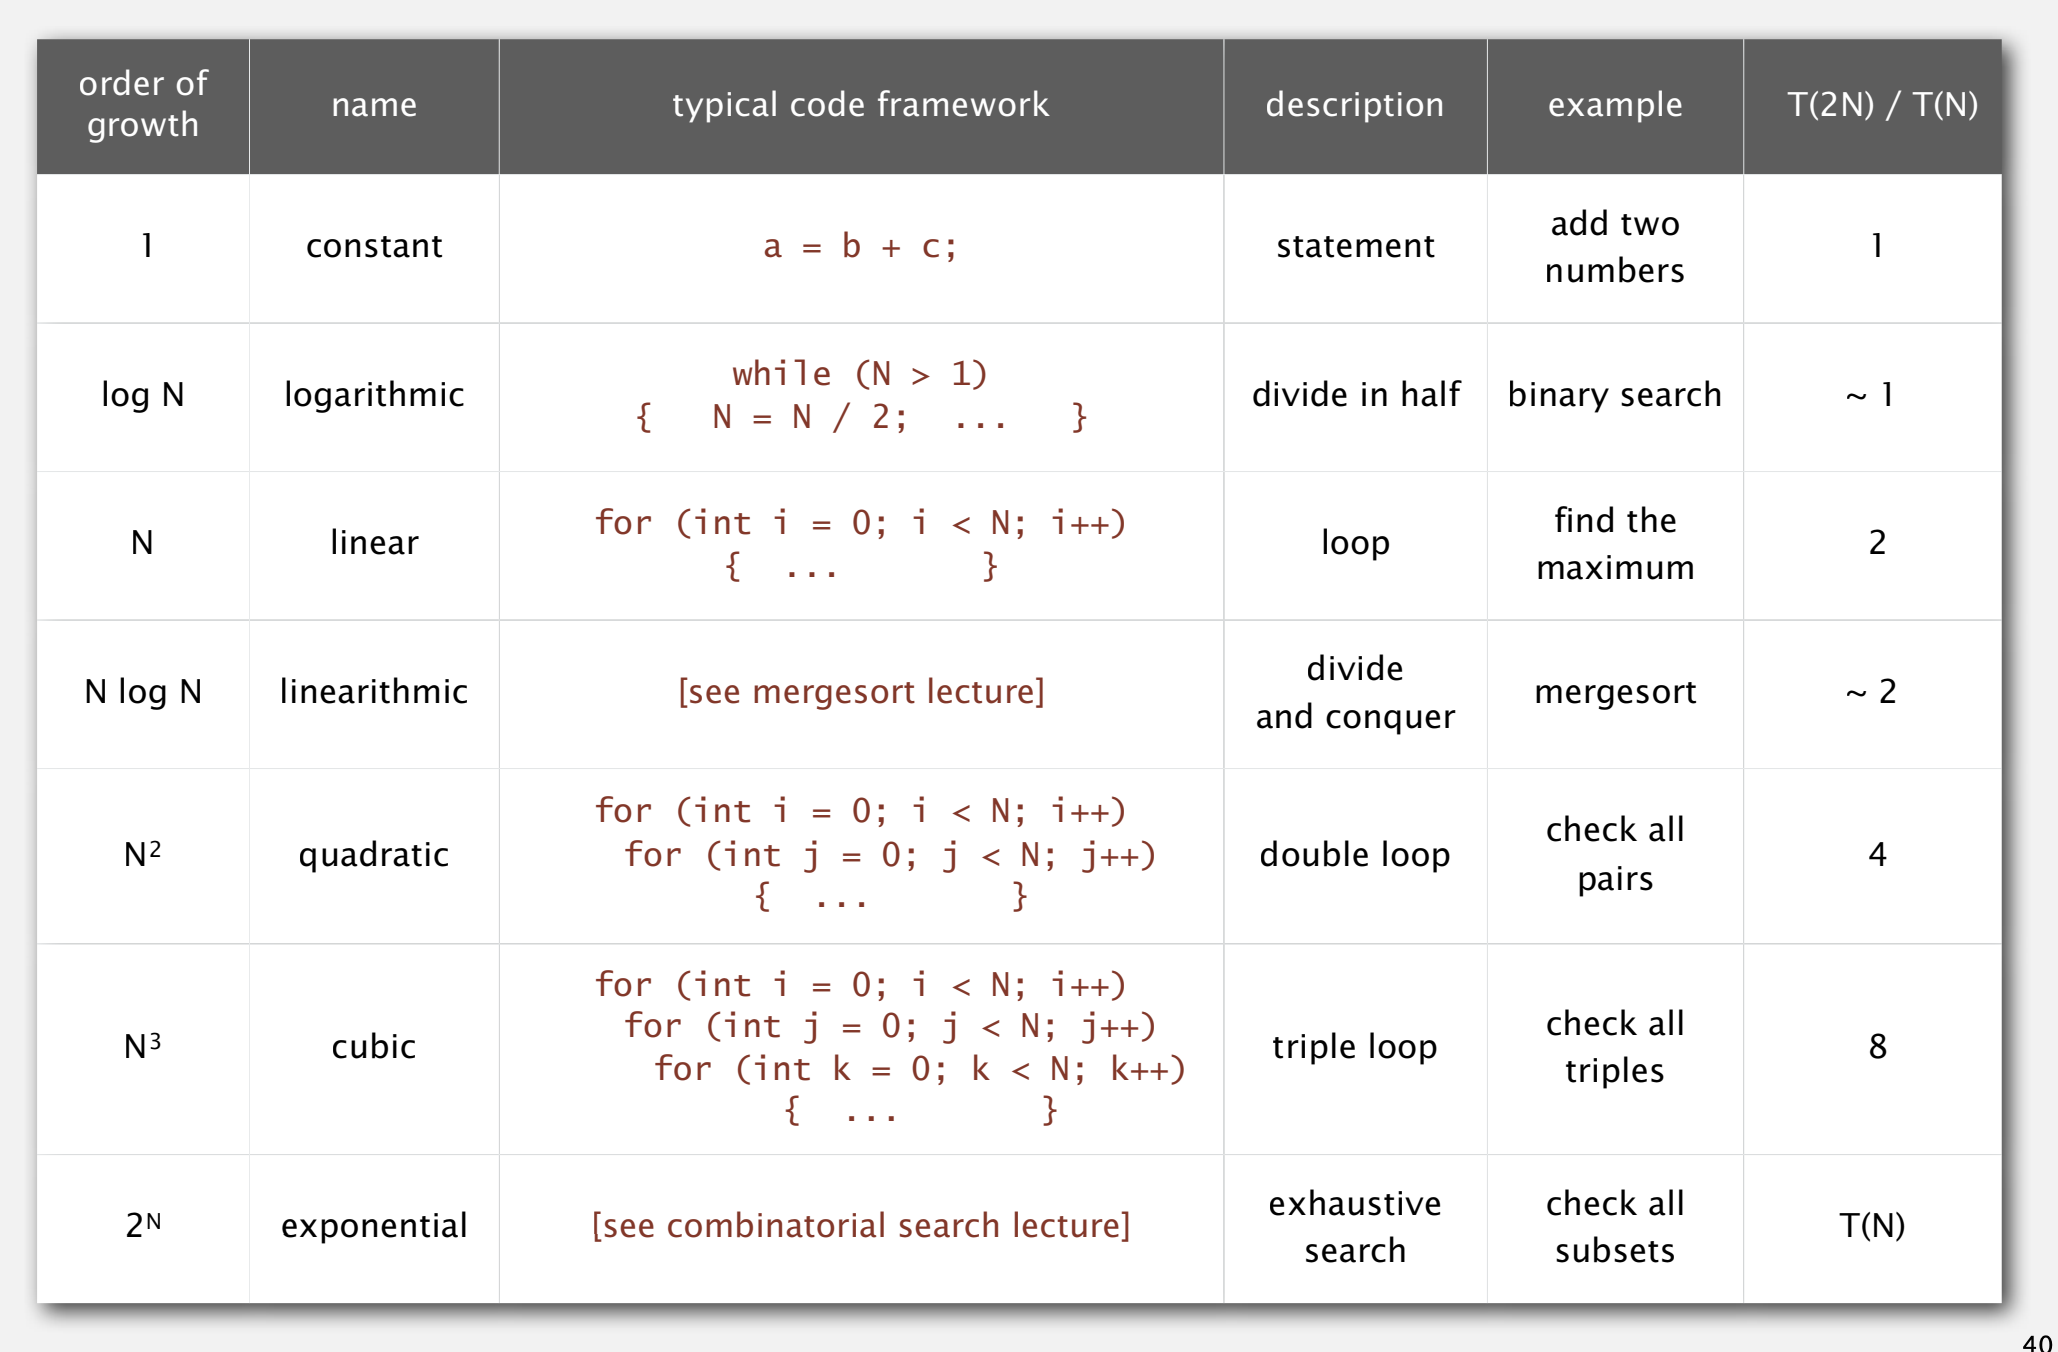 order of
growth
name
typical code framework
description
example
T(2N) / T(N)
1
constant
a = b + c;
statement
add two
numbers
1
log N
logarithmic
while (N > 1)
{   N = N / 2;  ...   }
divide in half
binary search
~ 1
N
linear
for (int i = 0; i < N; i++)
{  ...       }
loop
find the
maximum
2
N log N
linearithmic
[see mergesort lecture]
divide
and conquer
mergesort
~ 2
N²
quadratic
for (int i = 0; i < N; i++)
for (int j = 0; j < N; j++)
{  ...       }
double loop
check all
pairs
4
N³
cubic
for (int i = 0; i < N; i++)
for (int j = 0; j < N; j++)
for (int k = 0; k < N; k++)
{  ...       }
triple loop
check all
triples
8
2ᴺ
exponential
[see combinatorial search lecture]
exhaustive
search
check all
subsets
T(N)
40